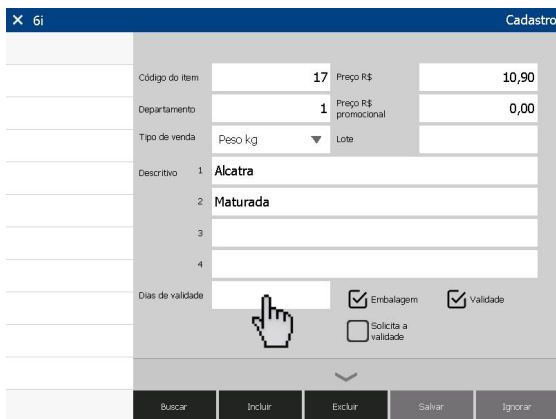 ✕ 6i Cadastro
Código do item 17 Preço R$ 10,90
Departamento 1 Preço R$ promocional 0,00
Tipo de venda Peso kg Lote
Descritivo 1 Alcatra
2 Maturada
3
4
Dias de validade Embalagem Validade
Solicita a validade
Buscar Incluir Excluir Salvar Ignorar